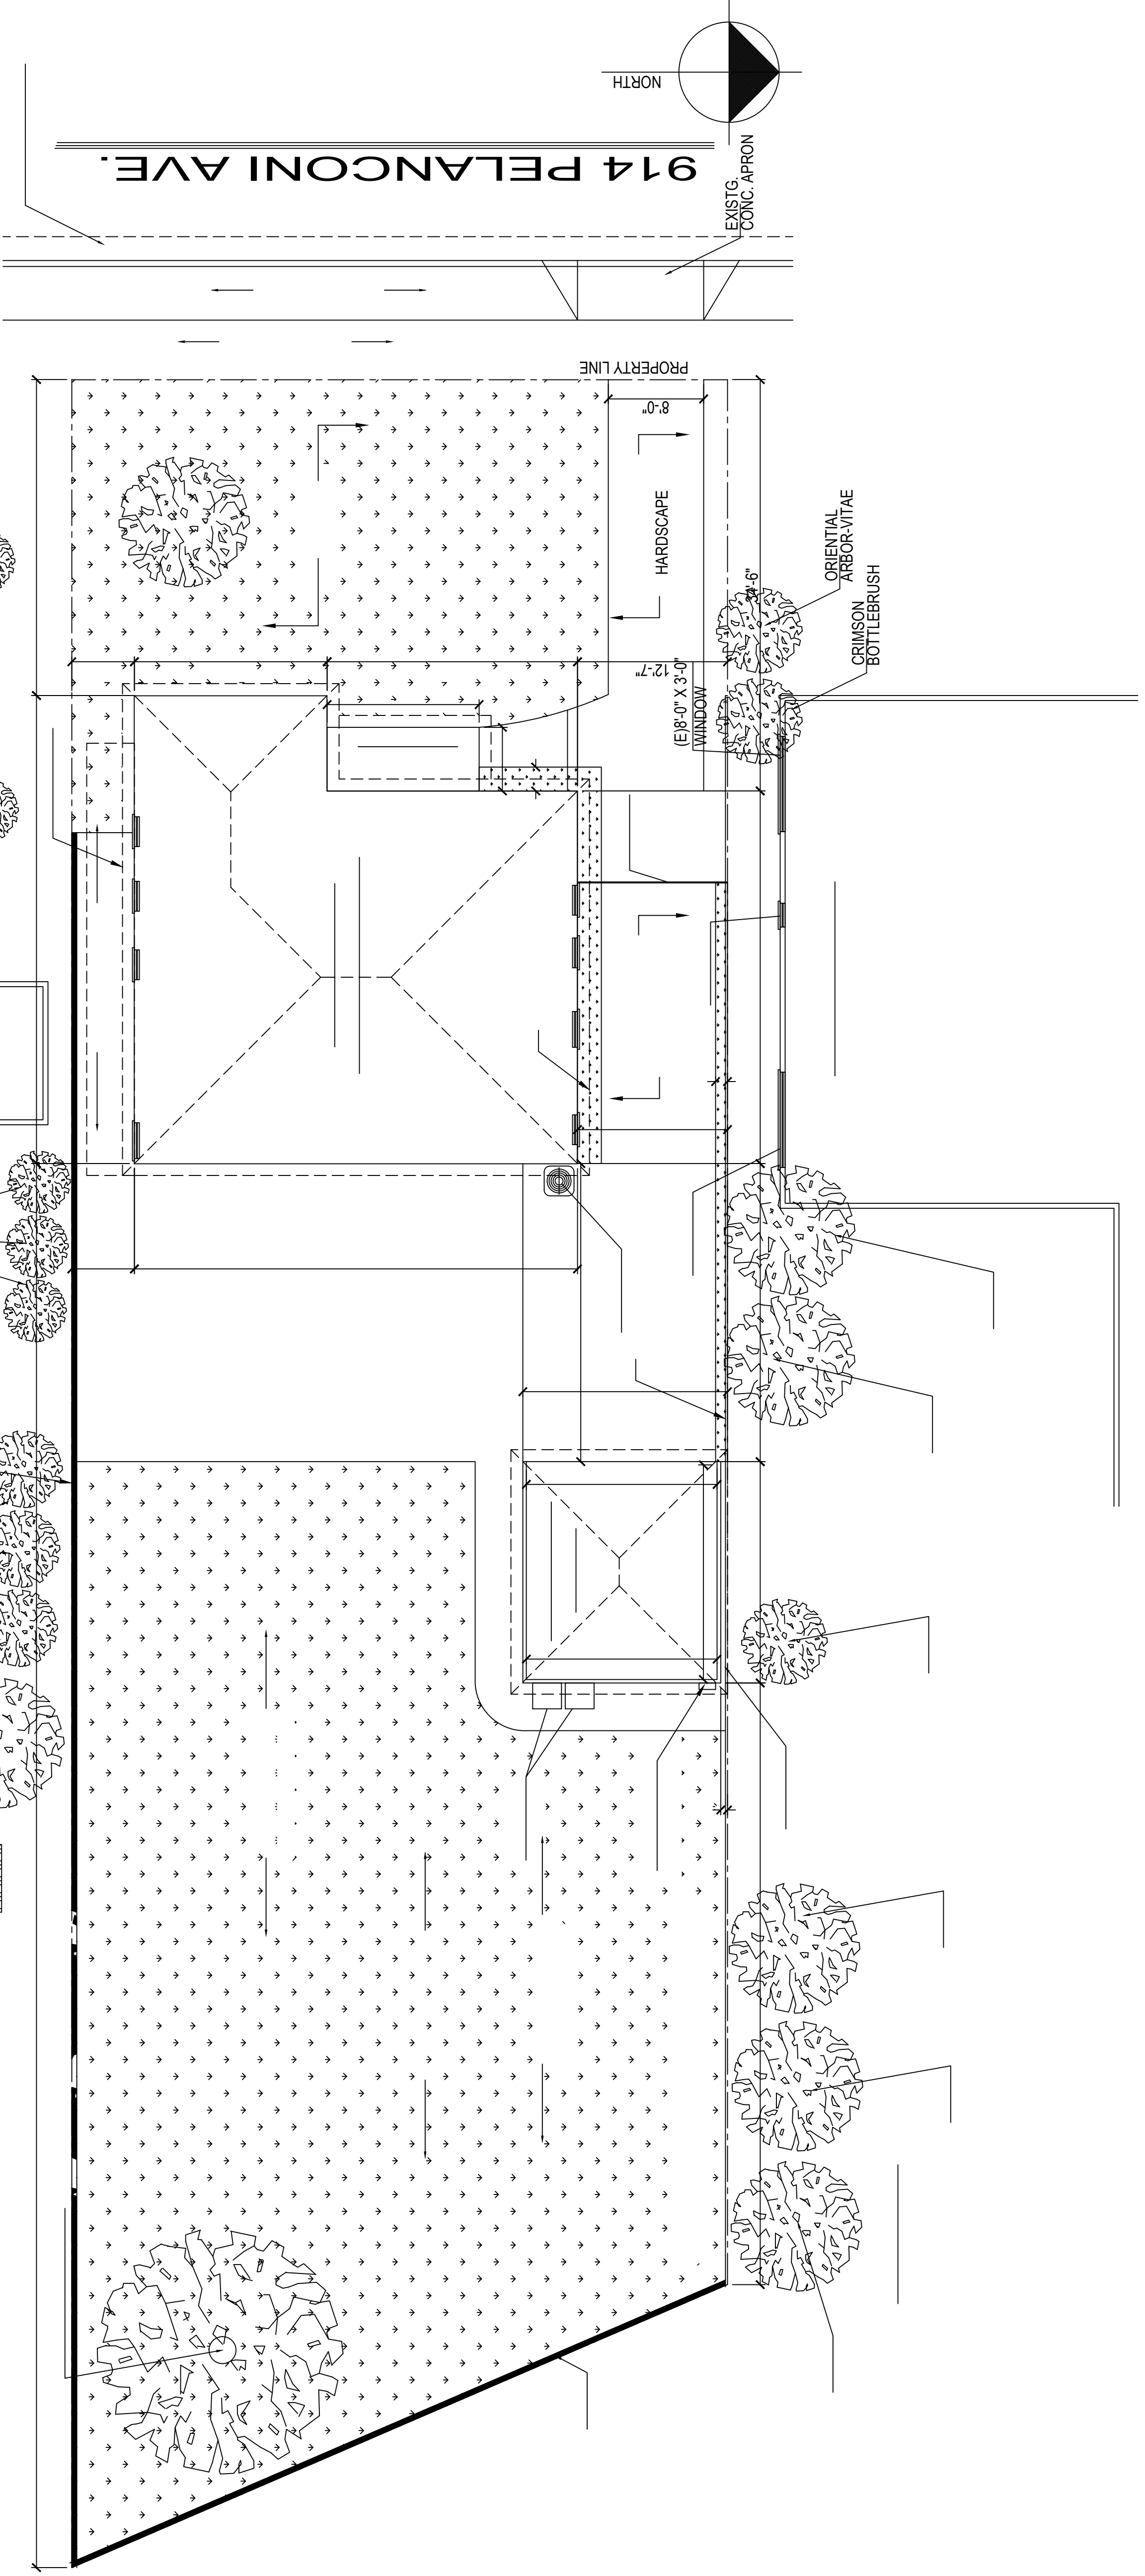 NORTH
914 PELANCONI AVE.
EXISTG.
CONC. APRON
PROPERTY LINE
8'-0"
HARDSCAPE
ORIENTIAL
ARBOR-VITAE
34'-6"
CRIMSON
BOTTLEBRUSH
12'-7"
(E)8'-0" X 3'-0"
WINDOW